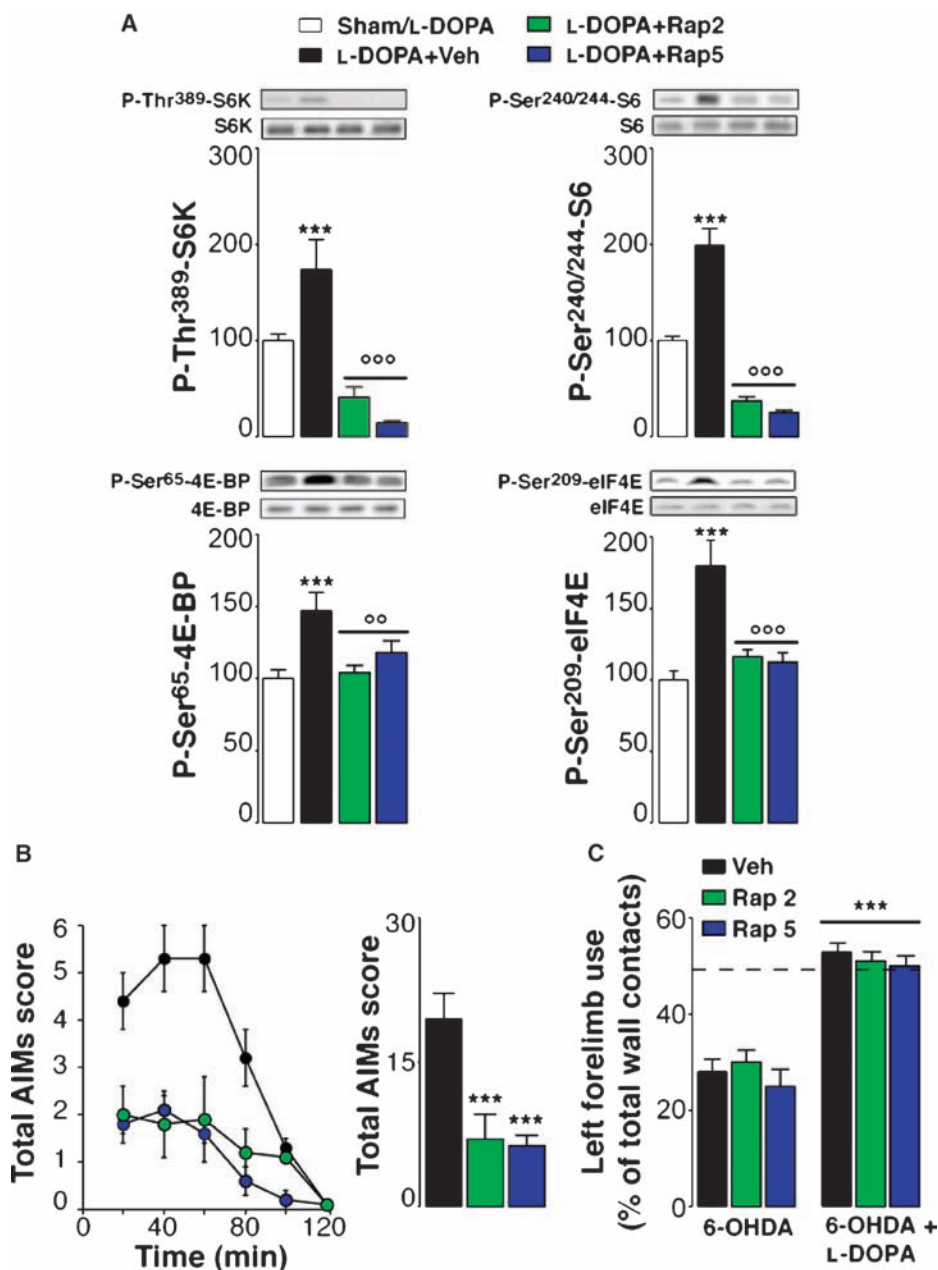 A
Sham/L-DOPA
L-DOPA+Rap2
L-DOPA+Veh
L-DOPA+Rap5
P-Thr389-S6K
S6K
300
200
100
0
P-Thr389-S6K
***
°°°
P-Ser240/244-S6
S6
300
200
100
0
P-Ser240/244-S6
***
°°°
P-Ser65-4E-BP
4E-BP
200
150
100
50
0
P-Ser65-4E-BP
***
°°
P-Ser209-eIF4E
eIF4E
200
150
100
50
0
P-Ser209-eIF4E
***
°°°
B
6
5
4
3
2
1
0
Total AIMs score
0
40
80
120
Time (min)
30
15
0
Total AIMs score
***
***
C
Veh
Rap 2
Rap 5
***
60
40
20
0
Left forelimb use
(% of total wall contacts)
6-OHDA
6-OHDA +
L-DOPA